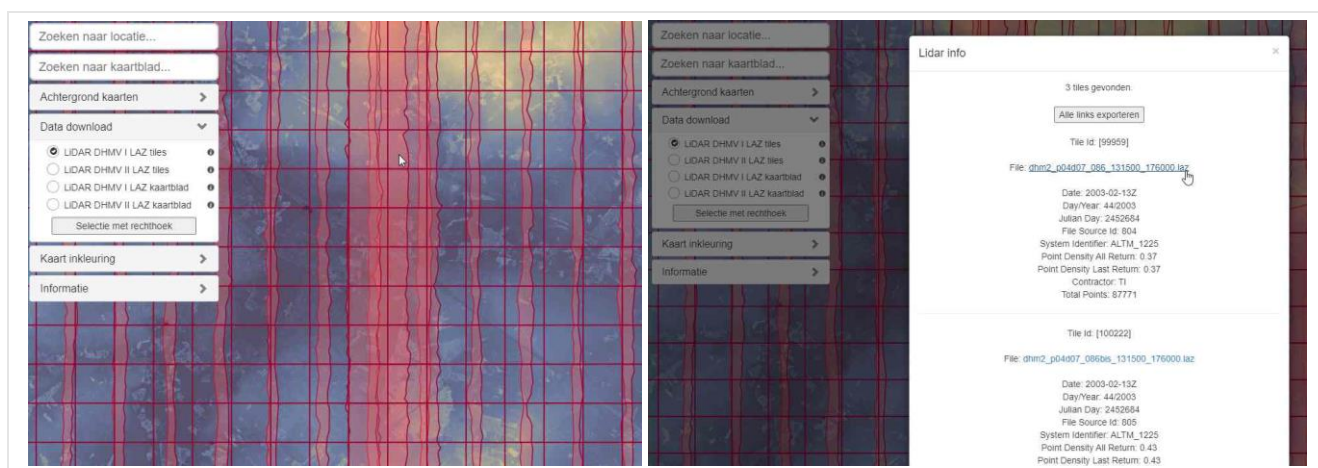 Zoeken naar locatie...
Zoeken naar kaartblad...
Achtergrond kaarten
Data download
LiDAR DHMV I LAZ tiles
LiDAR DHMV II LAZ tiles
LiDAR DHMV I LAZ kaartblad
LiDAR DHMV II LAZ kaartblad
Selectie met rechthoek
Kaart inkleuring
Informatie
Zoeken naar locatie...
Zoeken naar kaartblad...
Achtergrond kaarten
Data download
LiDAR DHMV I LAZ tiles
LiDAR DHMV II LAZ tiles
LiDAR DHMV I LAZ kaartblad
LiDAR DHMV II LAZ kaartblad
Selectie met rechthoek
Kaart inkleuring
Informatie
Lidar info
×
3 tiles gevonden.
Alle links exporteren
Tile Id: [99959]
File: dhm2_p04d07_086_131500_176000.laz
Date: 2003-02-13Z
Day/Year: 44/2003
Julian Day: 2452684
File Source Id: 804
System Identifier: ALTM_1225
Point Density All Return: 0.37
Point Density Last Return: 0.37
Contractor: TI
Total Points: 87771
Tile Id: [100222]
File: dhm2_p04d07_086bis_131500_176000.laz
Date: 2003-02-13Z
Day/Year: 44/2003
Julian Day: 2452684
File Source Id: 805
System Identifier: ALTM_1225
Point Density All Return: 0.43
Point Density Last Return: 0.43